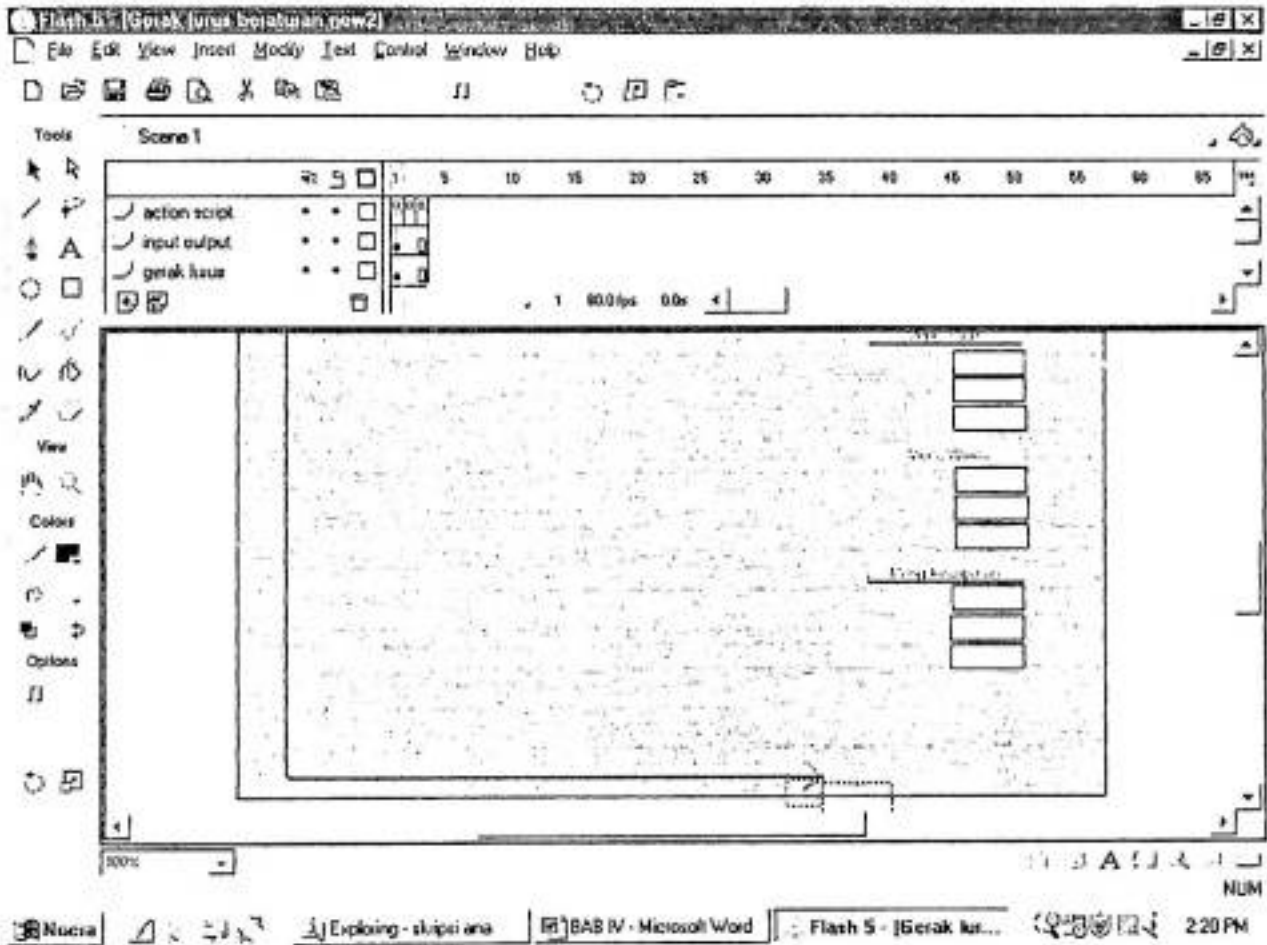 Flash 5 - [Gerak lurus beraturan new2]
File Edit View Insert Modify Text Control Window Help
Tools
Scene 1
1 5 10 15 20 25 30 35 40 45 50 55 60 65
action script
input output
gerak lurus
1 80.0 fps 0.0s
View
Colors
Options
A
NUM
Exploring - skripsi ana
BAB IV - Microsoft Word
Flash 5 - [Gerak lur...
2:20 PM